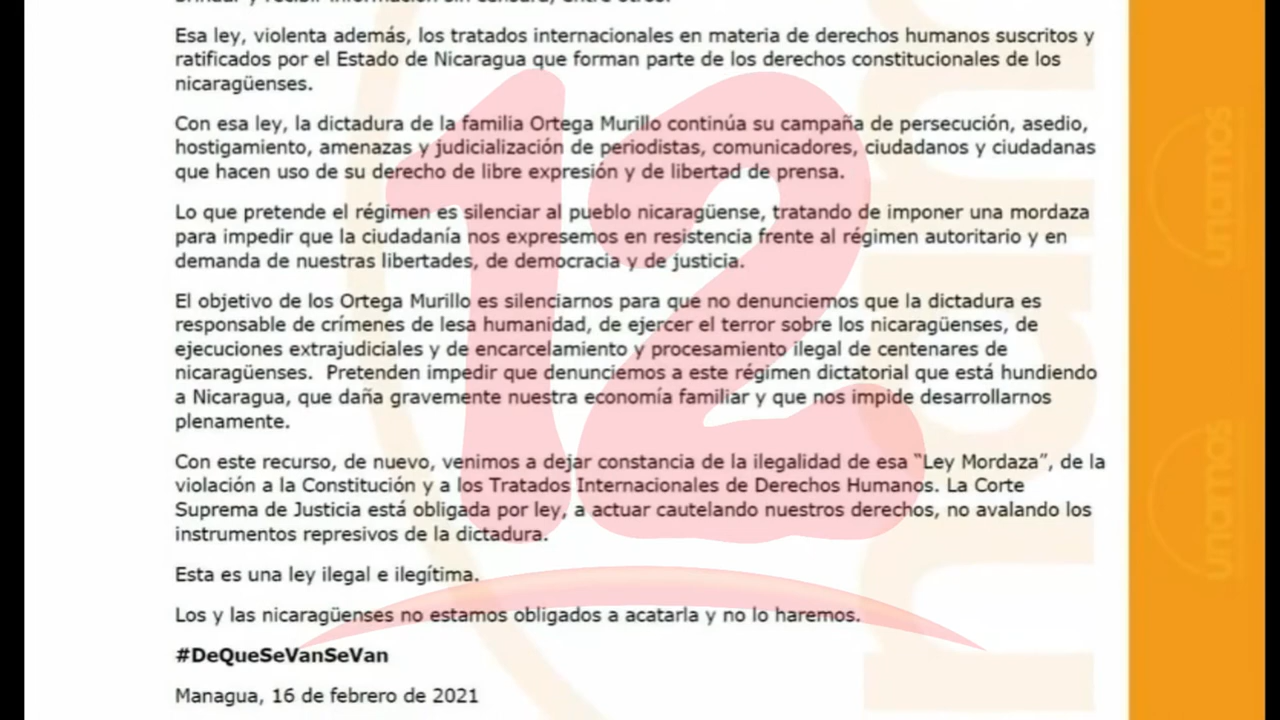 brindar y recibir información sin censura, entre otros.
Esa ley, violenta además, los tratados internacionales en materia de derechos humanos suscritos y
ratificados por el Estado de Nicaragua que forman parte de los derechos constitucionales de los
nicaragüenses.
Con esa ley, la dictadura de la familia Ortega Murillo continúa su campaña de persecución, asedio,
hostigamiento, amenazas y judicialización de periodistas, comunicadores, ciudadanos y ciudadanas
que hacen uso de su derecho de libre expresión y de libertad de prensa.
Lo que pretende el régimen es silenciar al pueblo nicaragüense, tratando de imponer una mordaza
para impedir que la ciudadanía nos expresemos en resistencia frente al régimen autoritario y en
demanda de nuestras libertades, de democracia y de justicia.
El objetivo de los Ortega Murillo es silenciarnos para que no denunciemos que la dictadura es
responsable de crímenes de lesa humanidad, de ejercer el terror sobre los nicaragüenses, de
ejecuciones extrajudiciales y de encarcelamiento y procesamiento ilegal de centenares de
nicaragüenses.  Pretenden impedir que denunciemos a este régimen dictatorial que está hundiendo
a Nicaragua, que daña gravemente nuestra economía familiar y que nos impide desarrollarnos
plenamente.
Con este recurso, de nuevo, venimos a dejar constancia de la ilegalidad de esa “Ley Mordaza”, de la
violación a la Constitución y a los Tratados Internacionales de Derechos Humanos. La Corte
Suprema de Justicia está obligada por ley, a actuar cautelando nuestros derechos, no avalando los
instrumentos represivos de la dictadura.
Esta es una ley ilegal e ilegítima.
Los y las nicaragüenses no estamos obligados a acatarla y no lo haremos.
#DeQueSeVanSeVan
Managua, 16 de febrero de 2021
12
unamos
unamos